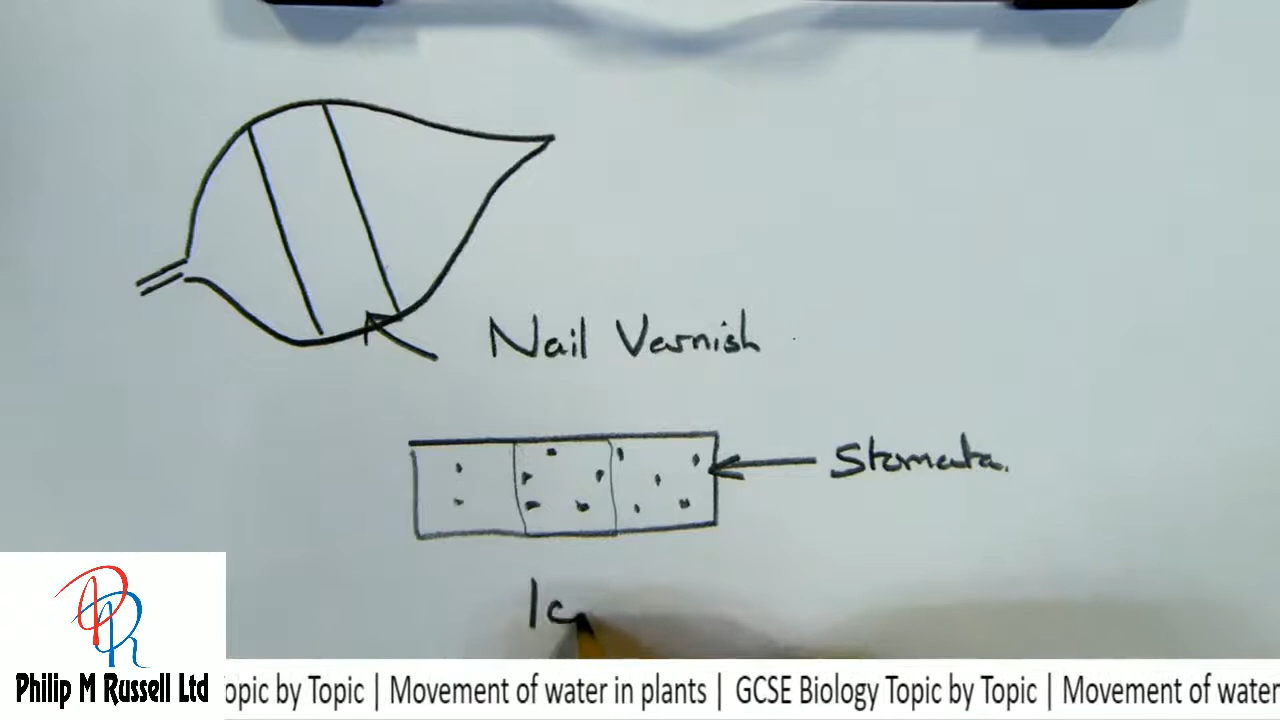 Nail Varnish
Stomata.
1c
Philip M Russell Ltd
opic by Topic | Movement of water in plants | GCSE Biology Topic by Topic | Movement of water